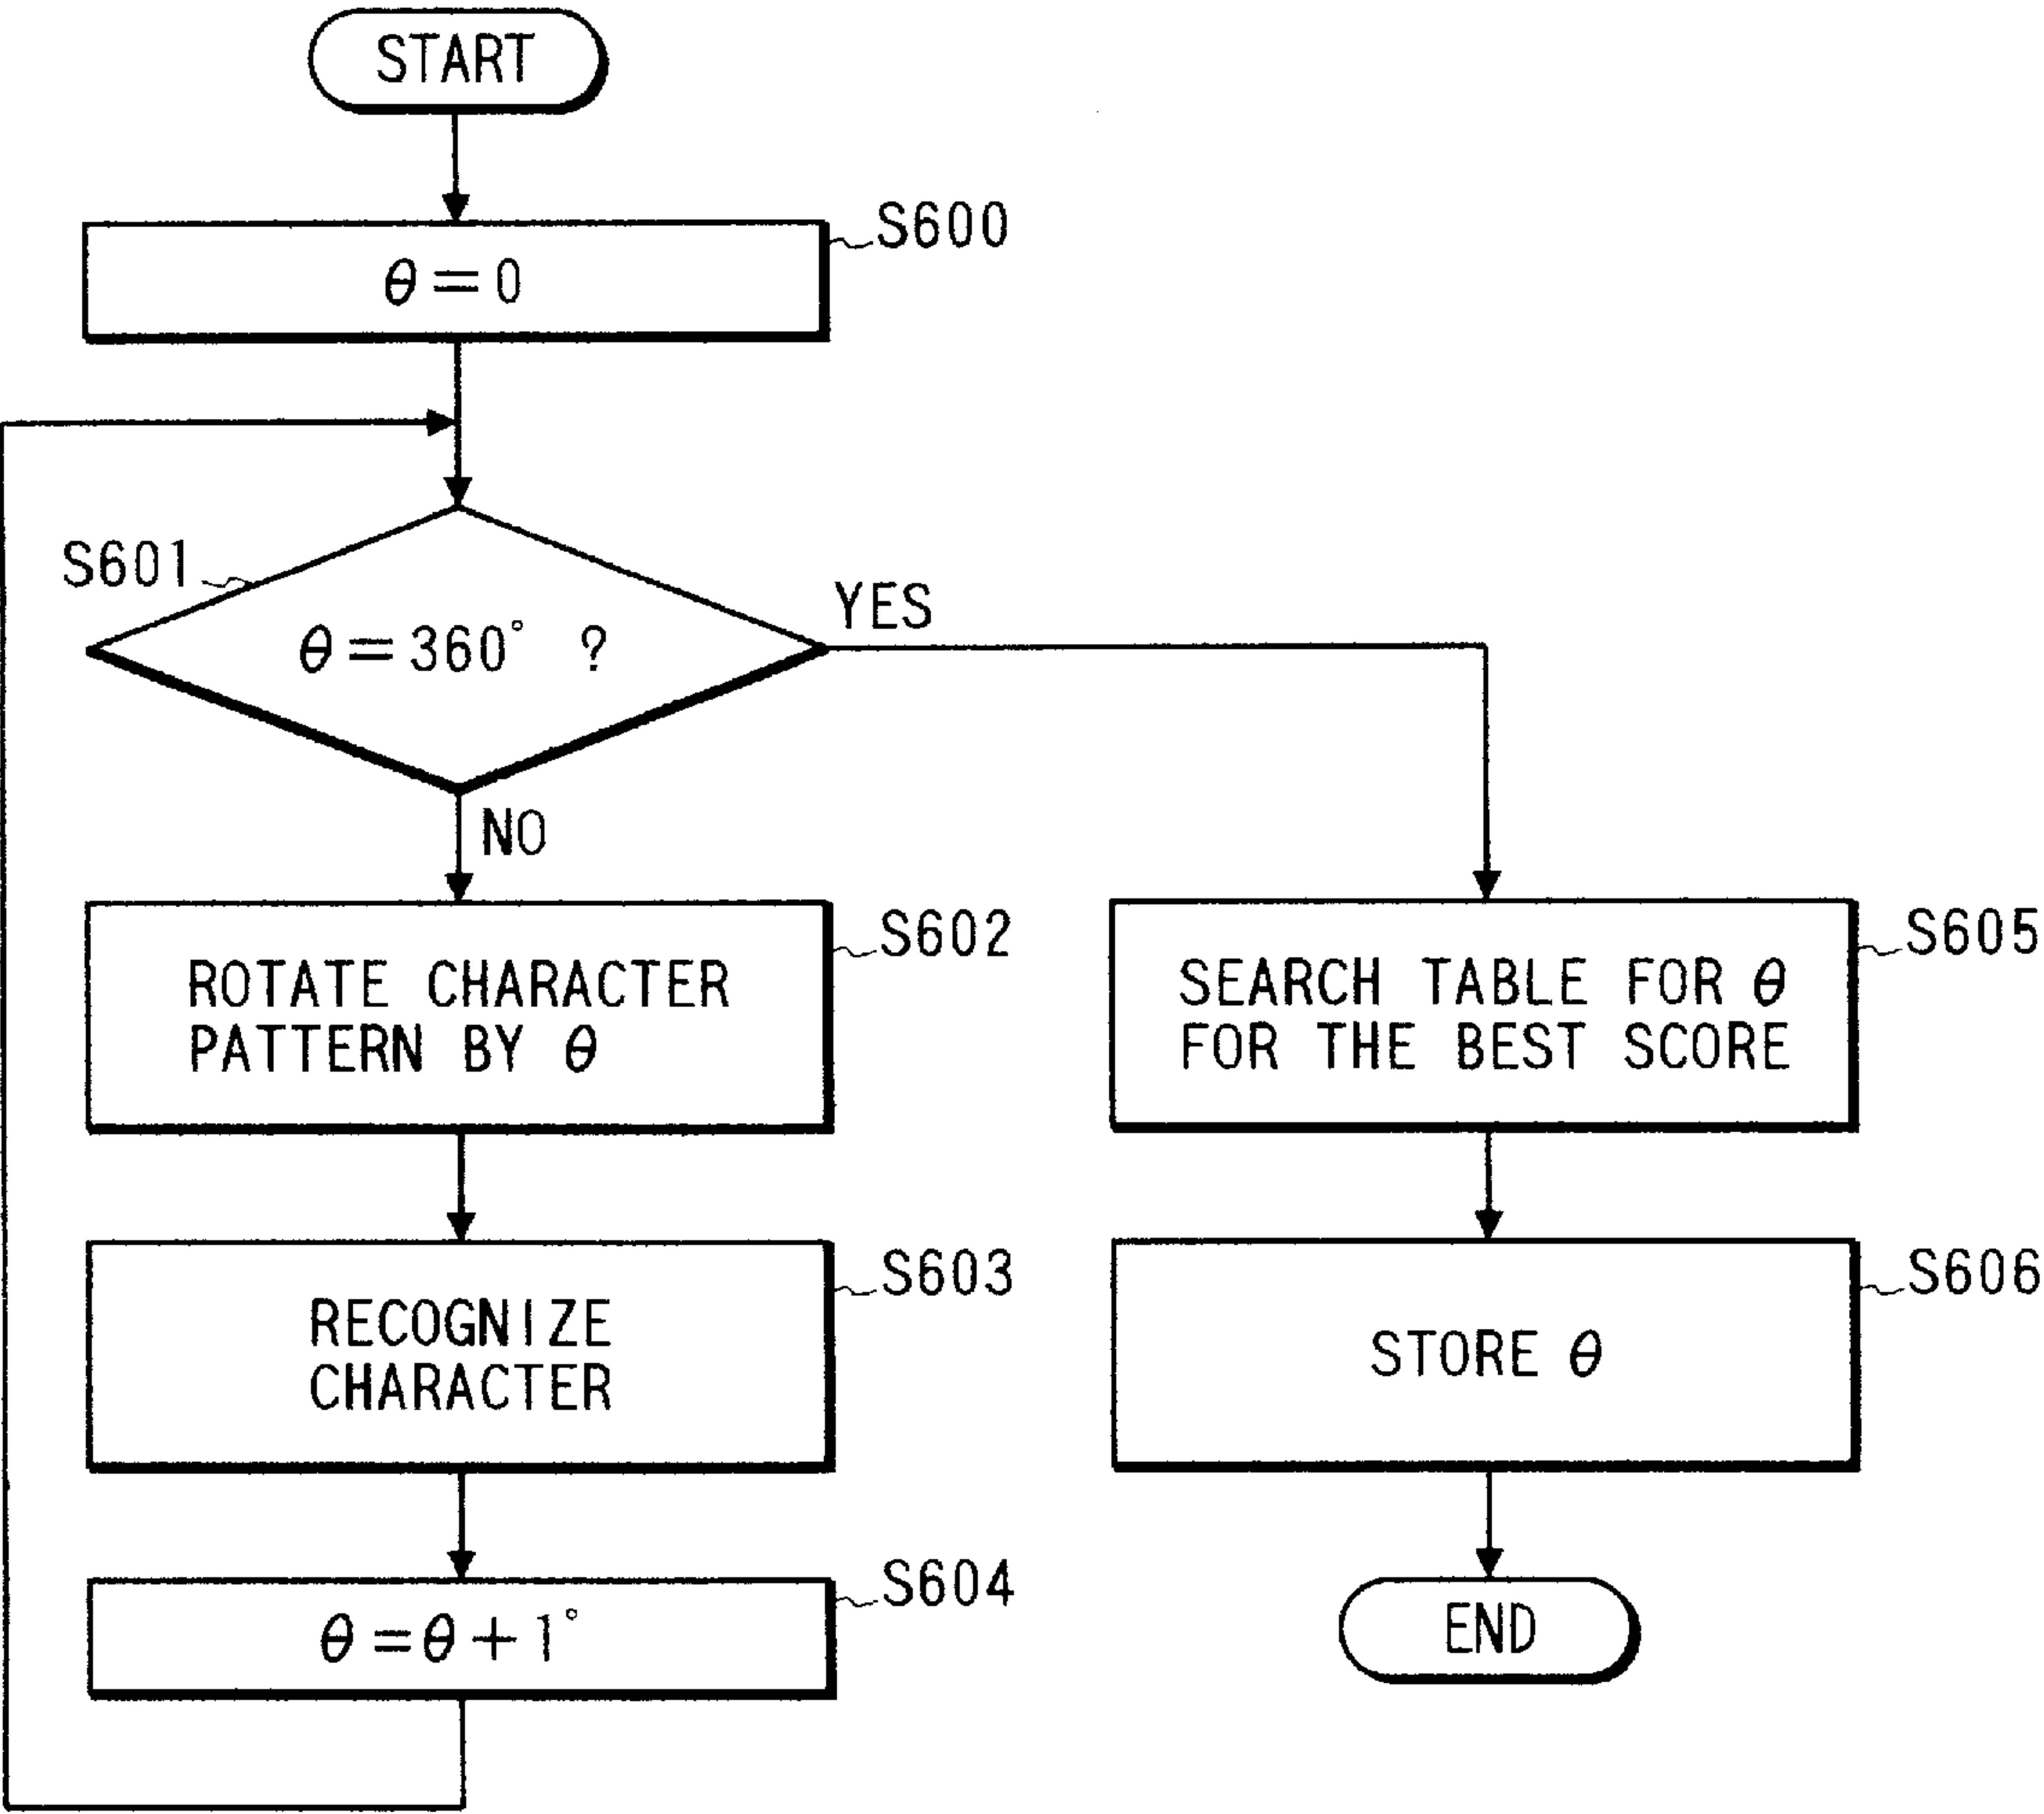 START
S600
θ=0
S601
θ=360° ?
YES
NO
S602
ROTATE CHARACTER
PATTERN BY θ
S603
RECOGNIZE
CHARACTER
S604
θ=θ+1°
S605
SEARCH TABLE FOR θ
FOR THE BEST SCORE
S606
STORE θ
END